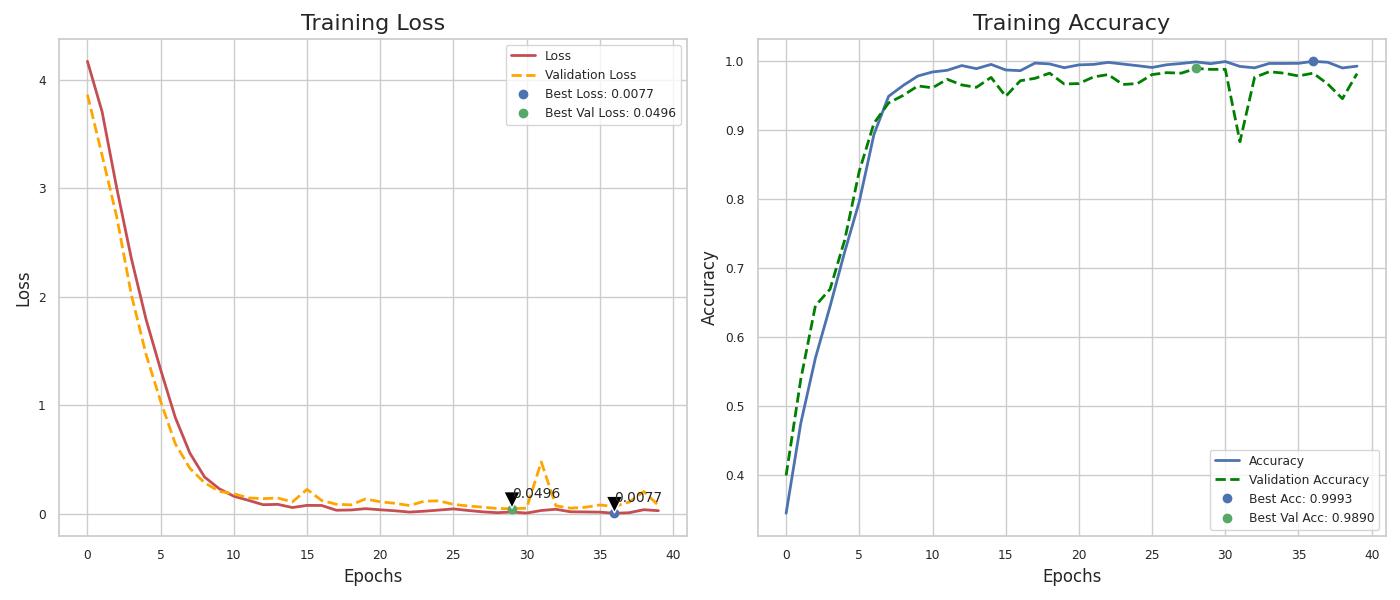 Training Loss
Loss
Validation Loss
Best Loss: 0.0077
Best Val Loss: 0.0496
4
3
2
1
0
0.0496
0.0077
Loss
0
5
10
15
20
25
30
35
40
Epochs
Training Accuracy
1.0
0.9
0.8
0.7
0.6
0.5
0.4
Accuracy
Accuracy
Validation Accuracy
Best Acc: 0.9993
Best Val Acc: 0.9890
0
5
10
15
20
25
30
35
40
Epochs